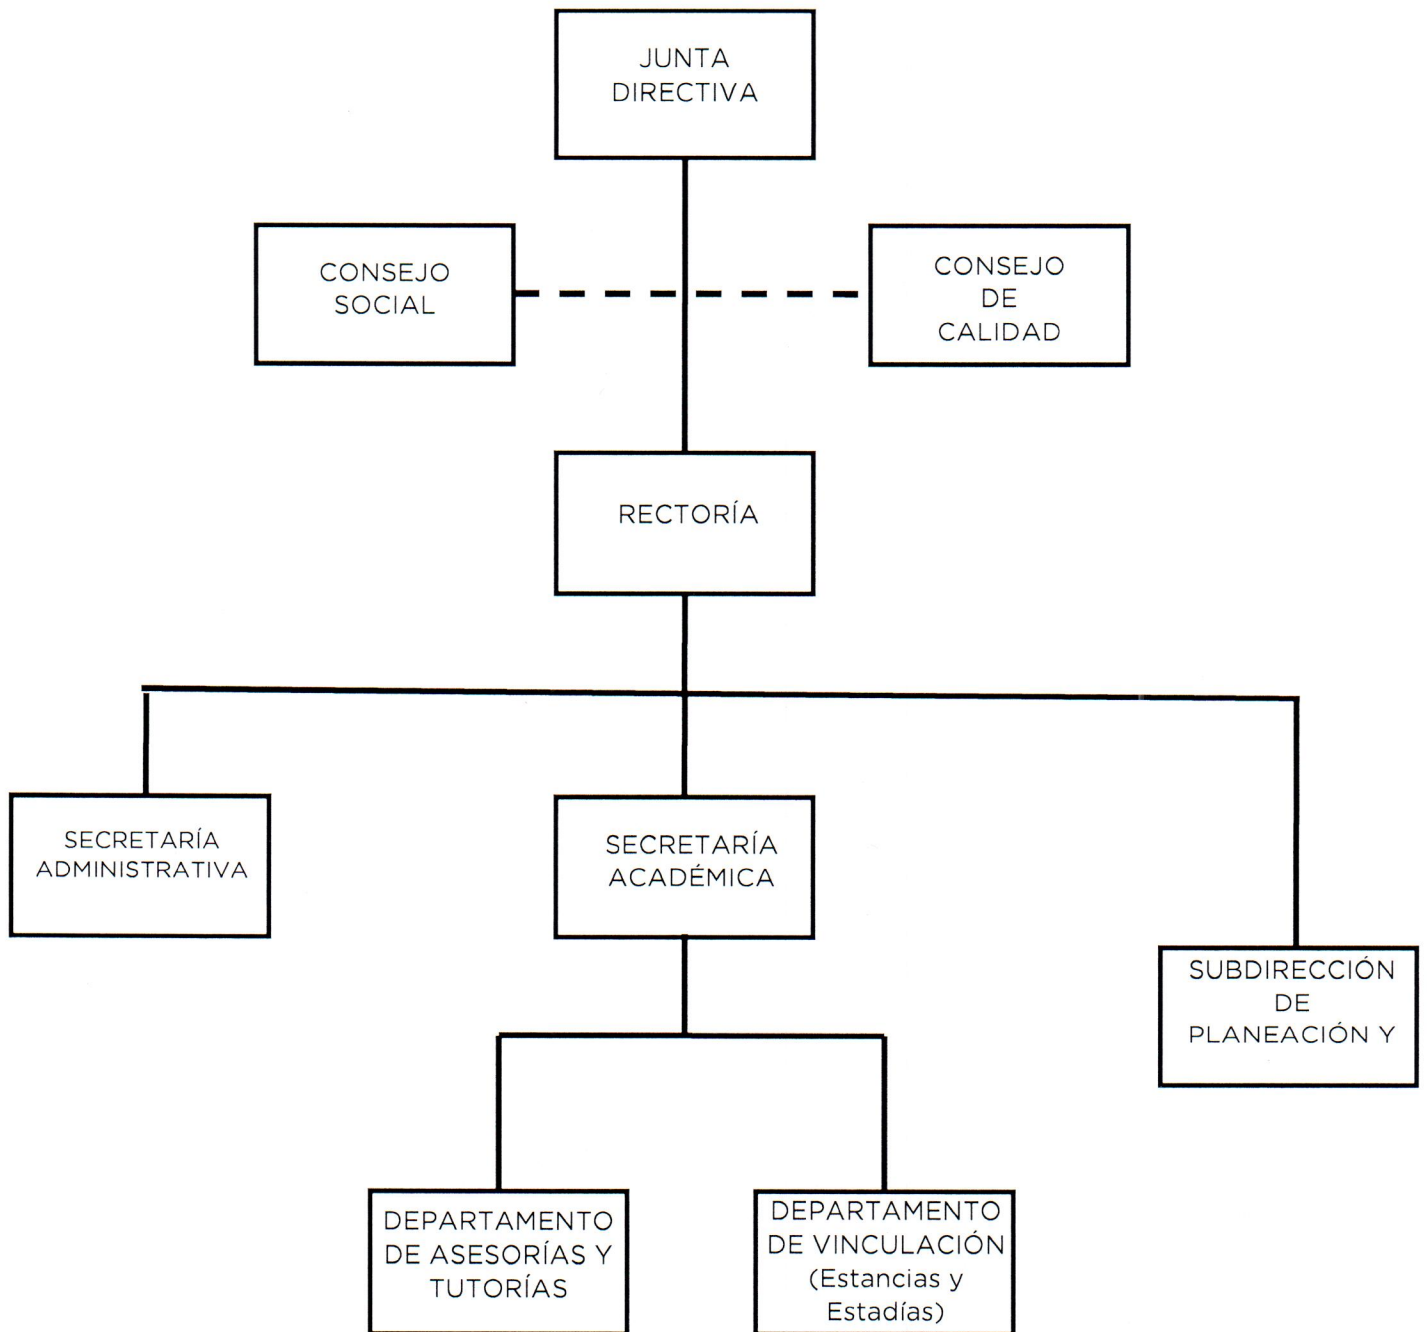 JUNTA
DIRECTIVA
CONSEJO
SOCIAL
CONSEJO
DE
CALIDAD
RECTORÍA
SECRETARÍA
ADMINISTRATIVA
SECRETARÍA
ACADÉMICA
SUBDIRECCIÓN
DE
PLANEACIÓN Y
DEPARTAMENTO
DE ASESORÍAS Y
TUTORÍAS
DEPARTAMENTO
DE VINCULACIÓN
(Estancias y
Estadías)